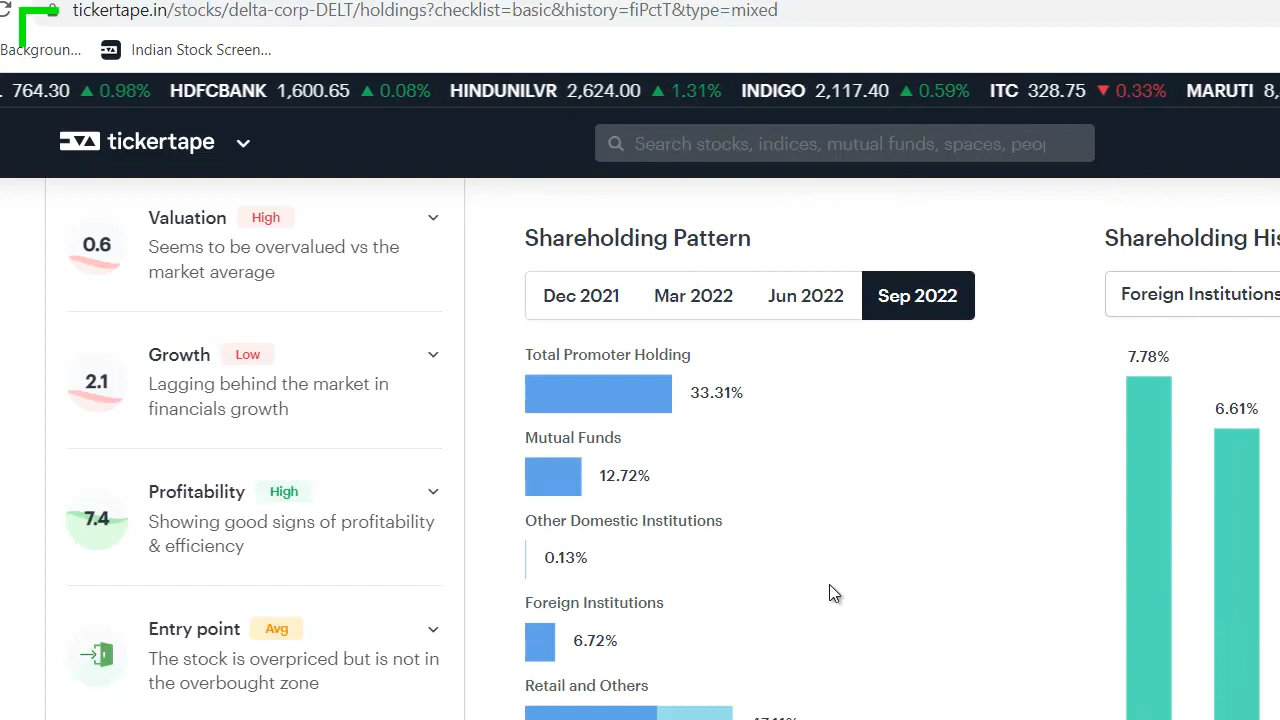 tickertape.in/stocks/delta-corp-DELT/holdings?checklist=basic&history=fiPctT&type=mixed
Backgroun... Indian Stock Screen...
764.30 ▲ 0.98% HDFCBANK 1,600.65 ▲ 0.08% HINDUNILVR 2,624.00 ▲ 1.31% INDIGO 2,117.40 ▲ 0.59% ITC 328.75 ▼ 0.33% MARUTI 8,
tickertape
Search stocks, indices, mutual funds, spaces, peop
Valuation High
0.6
Seems to be overvalued vs the
market average
Growth Low
2.1
Lagging behind the market in
financials growth
Profitability High
7.4
Showing good signs of profitability
& efficiency
Entry point Avg
The stock is overpriced but is not in
the overbought zone
Shareholding Pattern
Dec 2021 Mar 2022 Jun 2022 Sep 2022
Total Promoter Holding
33.31%
Mutual Funds
12.72%
Other Domestic Institutions
0.13%
Foreign Institutions
6.72%
Retail and Others
Shareholding His
Foreign Institutions
7.78%
6.61%